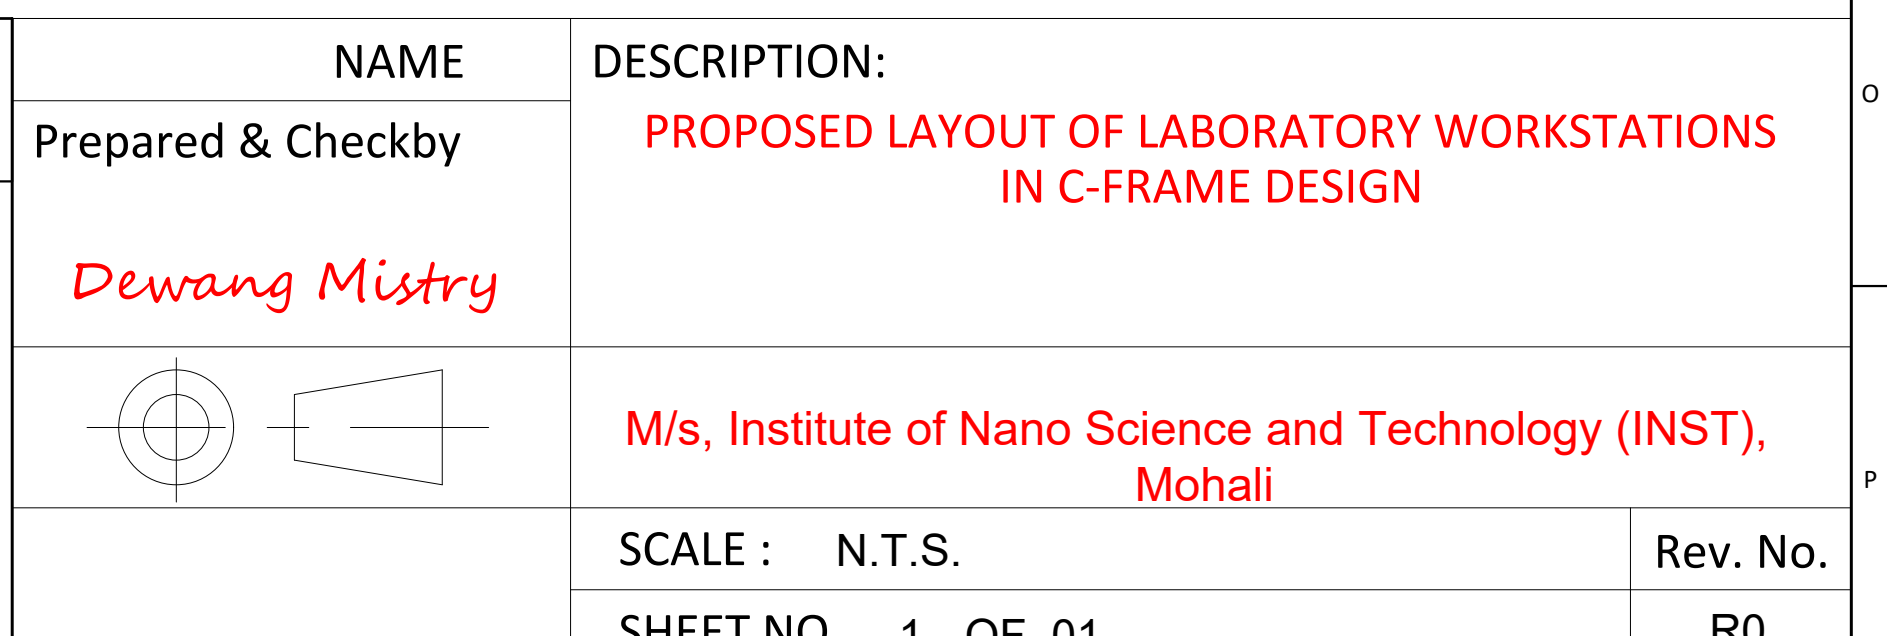 NAME
DESCRIPTION:
O
Prepared & Checkby
PROPOSED LAYOUT OF LABORATORY WORKSTATIONS
IN C-FRAME DESIGN
Dewang Mistry
M/s, Institute of Nano Science and Technology (INST),
Mohali
P
SCALE : N.T.S.
Rev. No.
SHEET NO 1 OF 01
R0